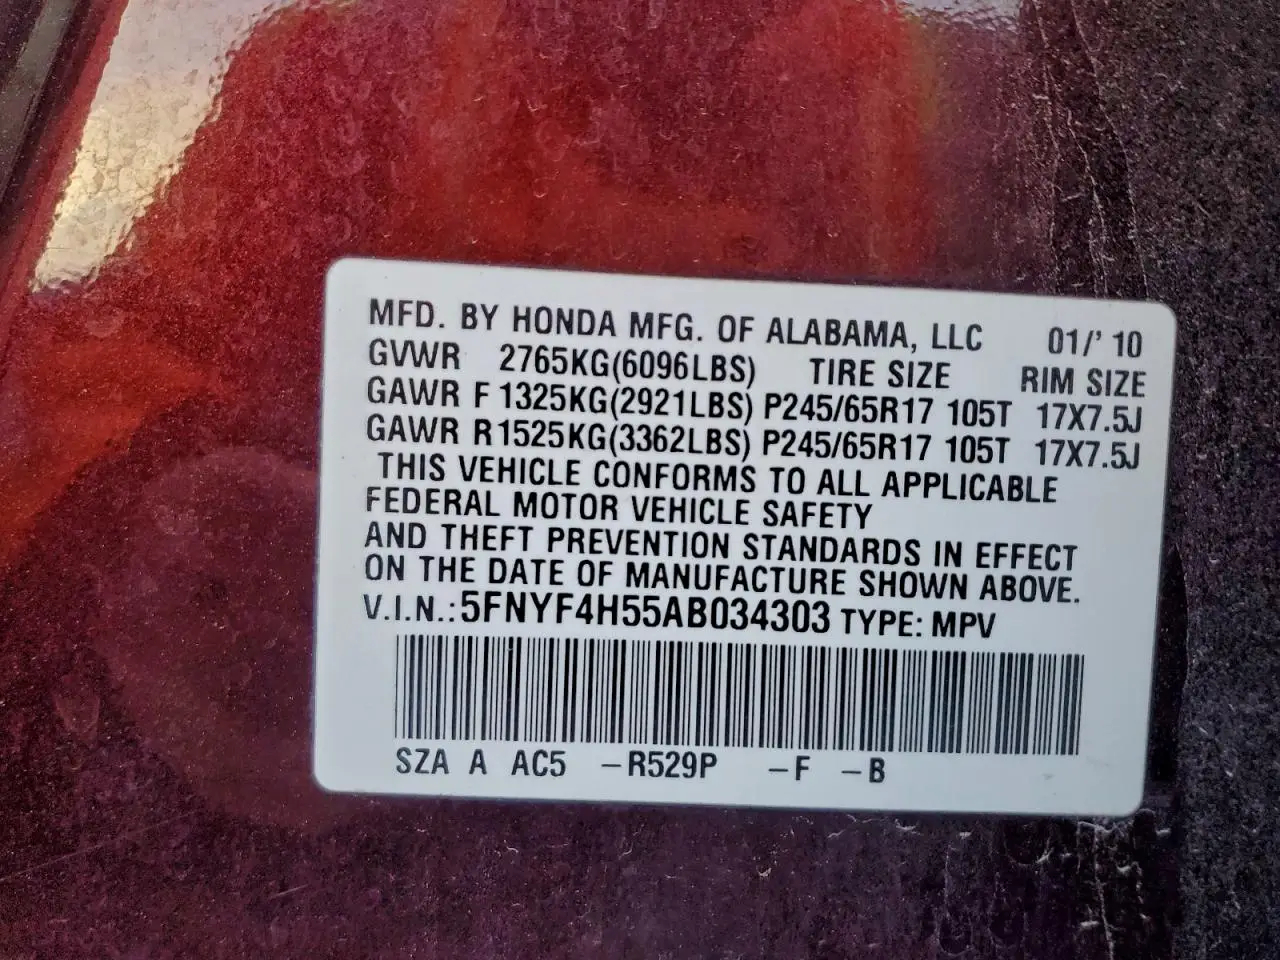 MFD. BY HONDA MFG. OF ALABAMA, LLC 01/' 10
GVWR 2765KG(6096LBS) TIRE SIZE RIM SIZE
GAWR F 1325KG(2921LBS) P245/65R17 105T 17X7.5J
GAWR R1525KG(3362LBS) P245/65R17 105T 17X7.5J
THIS VEHICLE CONFORMS TO ALL APPLICABLE
FEDERAL MOTOR VEHICLE SAFETY
AND THEFT PREVENTION STANDARDS IN EFFECT
ON THE DATE OF MANUFACTURE SHOWN ABOVE.
V.I.N.:5FNYF4H55AB034303 TYPE: MPV
SZA A AC5 -R529P -F -B